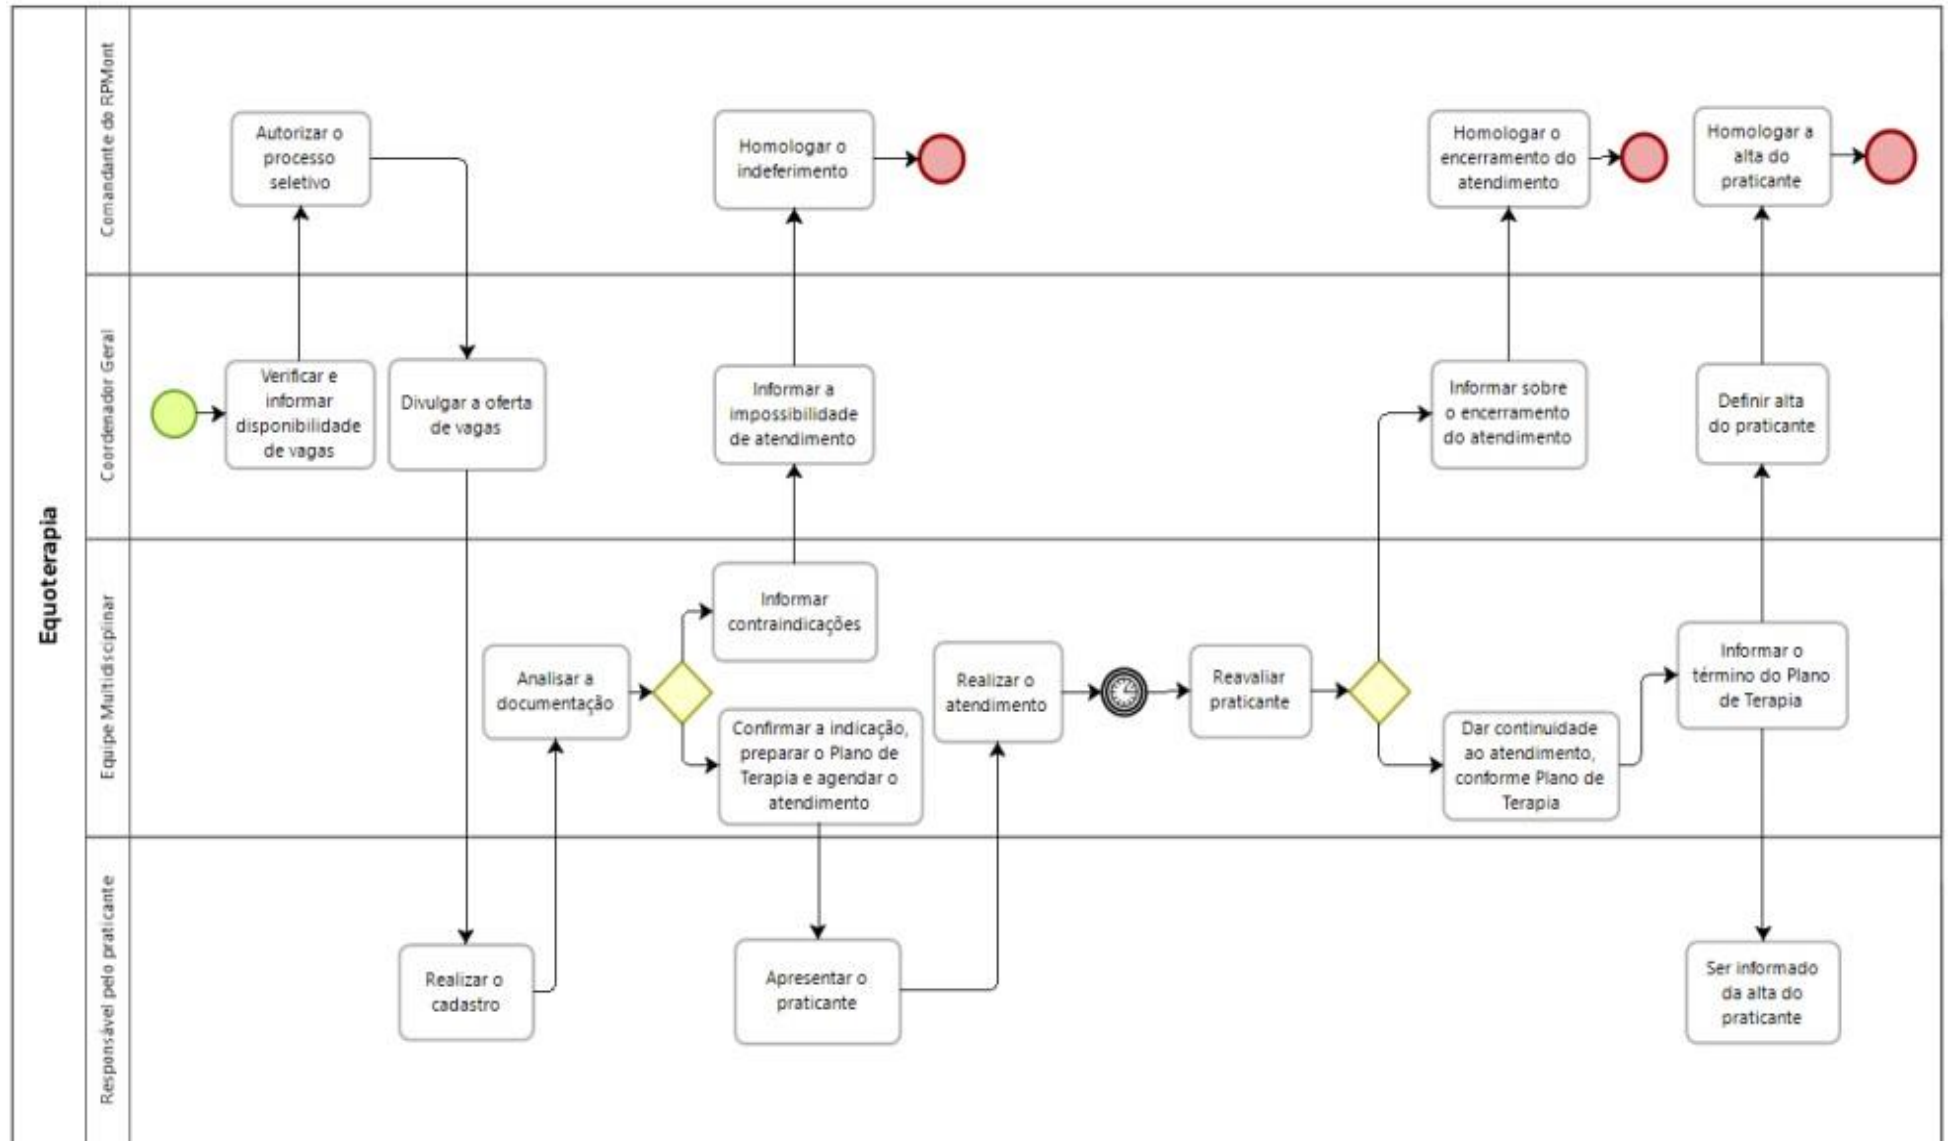 Equoterapia
Comandante do RPMont
Autorizar o
processo
seletivo
Homologar o
indeferimento
Homologar o
encerramento do
atendimento
Homologar a
alta do
praticante
Coordenador Geral
Verificar e
informar
disponibilidade
de vagas
Divulgar a oferta
de vagas
Informar a
impossibilidade
de atendimento
Informar sobre
o encerramento
do atendimento
Definir alta
do praticante
Equipe Multidisciplinar
Analisar a
documentação
Informar
contraindicações
Confirmar a indicação,
preparar o Plano de
Terapia e agendar o
atendimento
Realizar o
atendimento
Reavaliar
praticante
Dar continuidade
ao atendimento,
conforme Plano de
Terapia
Informar o
término do Plano
de Terapia
Responsável pelo praticante
Realizar o
cadastro
Apresentar o
praticante
Ser informado
da alta do
praticante